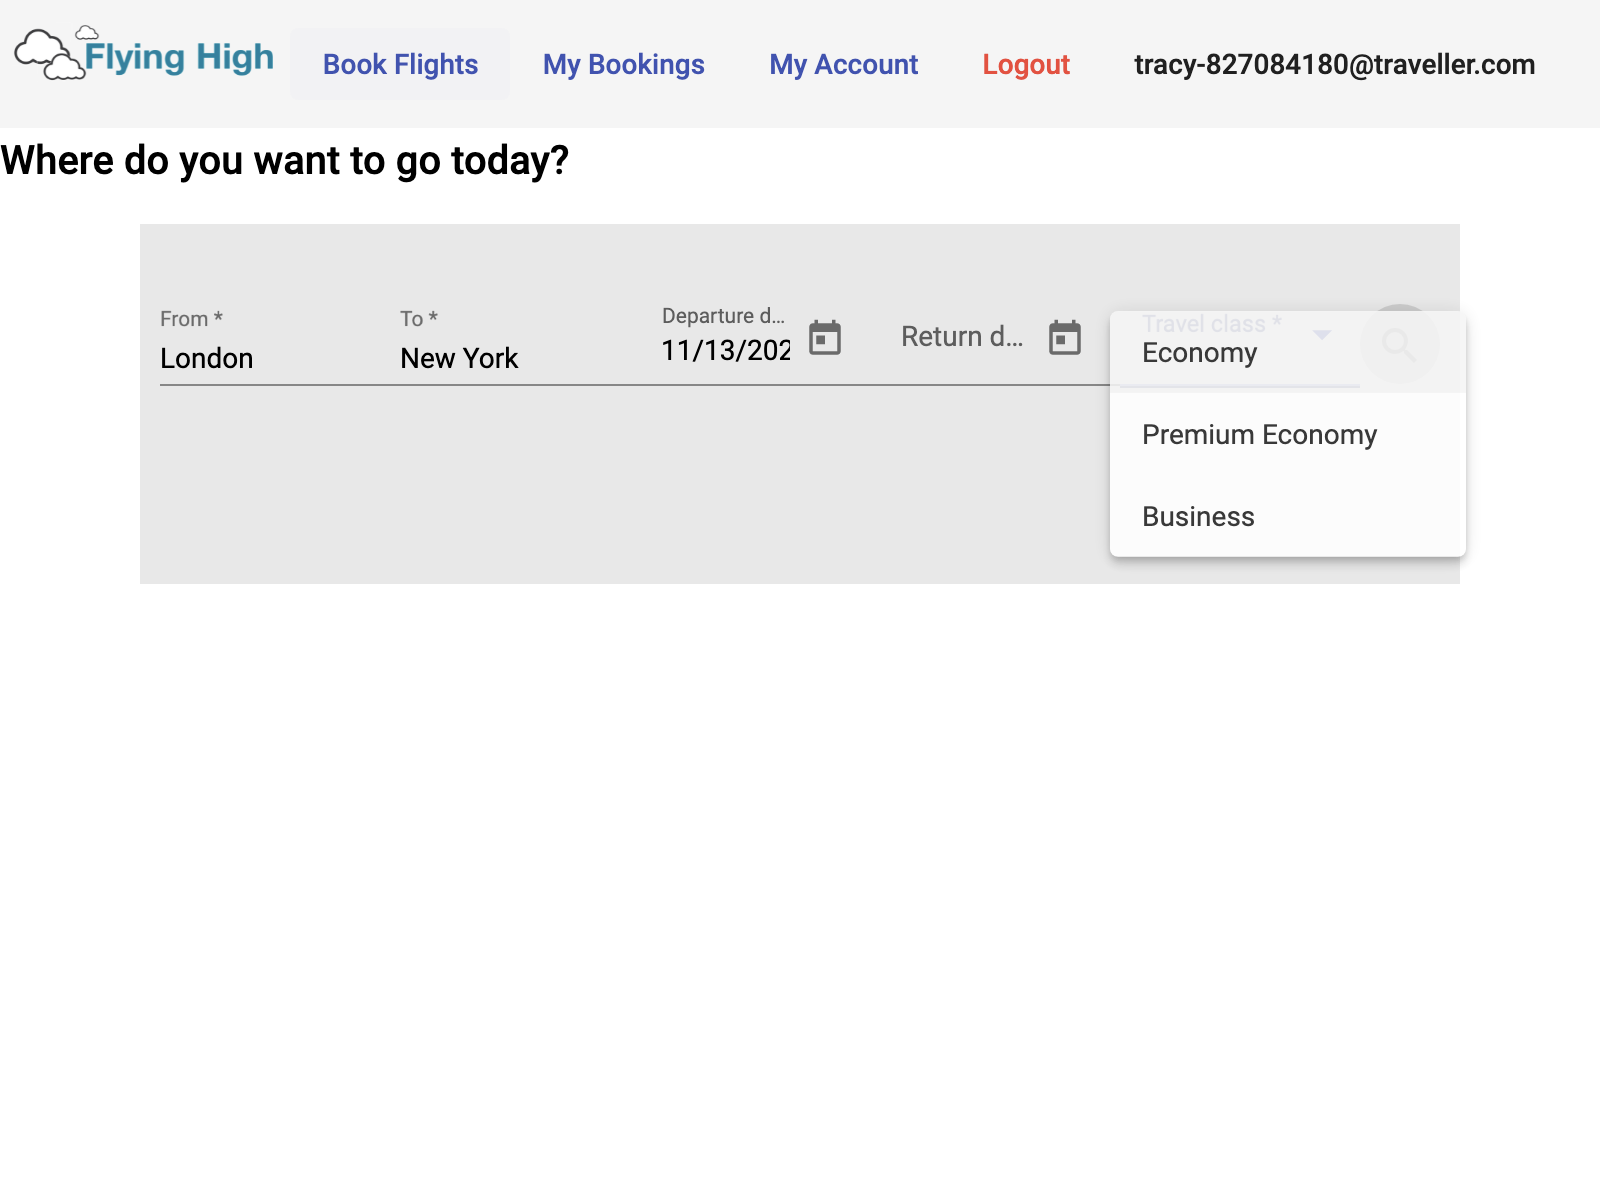 Flying High
Book Flights
My Bookings
My Account
Logout
tracy-827084180@traveller.com
Where do you want to go today?
From *
London
To *
New York
Departure d...
11/13/202
Return d...
Travel class *
Economy
Premium Economy
Business